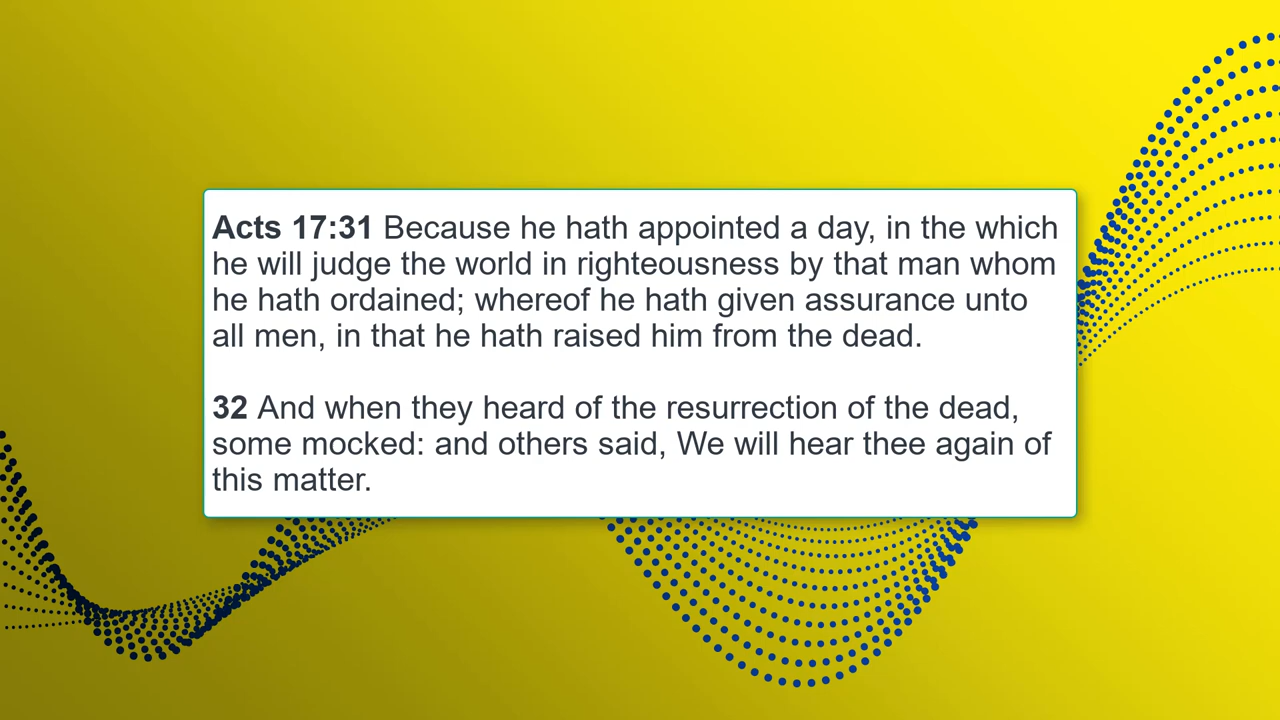 Acts 17:31 Because he hath appointed a day, in the which
he will judge the world in righteousness by that man whom
he hath ordained; whereof he hath given assurance unto
all men, in that he hath raised him from the dead.
32 And when they heard of the resurrection of the dead,
some mocked: and others said, We will hear thee again of
this matter.